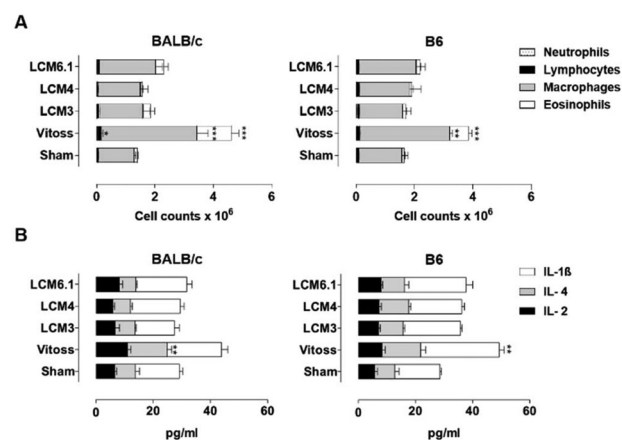 A
BALB/c
B6
LCM6.1
LCM4
LCM3
Vitoss
Sham
*
***
***
0 2 4 6
Cell counts x 10⁶
LCM6.1
LCM4
LCM3
Vitoss
Sham
**
***
0 2 4 6
Cell counts x 10⁶
Neutrophils
Lymphocytes
Macrophages
Eosinophils
B
BALB/c
B6
LCM6.1
LCM4
LCM3
Vitoss
Sham
**
0 20 40 60
pg/ml
LCM6.1
LCM4
LCM3
Vitoss
Sham
**
0 20 40 60
pg/ml
IL-1ß
IL- 4
IL- 2